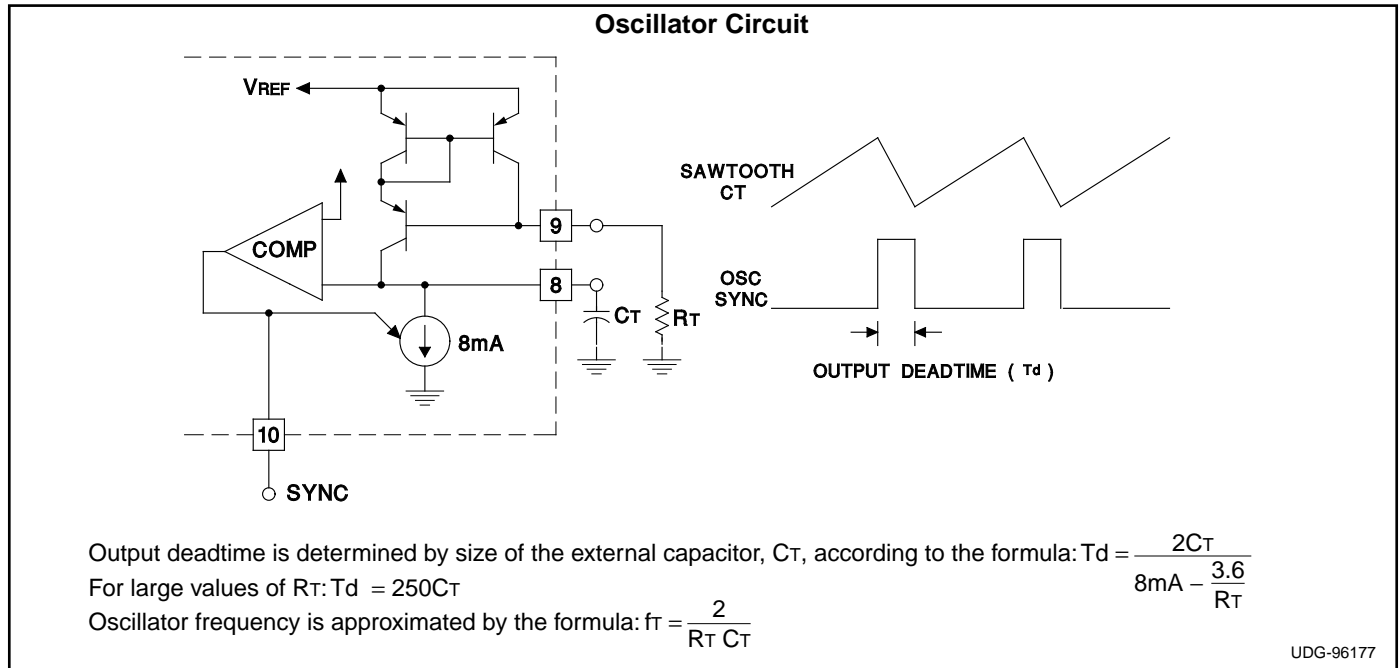 Oscillator Circuit
VREF
COMP
9
8
CT
RT
8mA
10
SYNC
SAWTOOTH
CT
OSC
SYNC
OUTPUT DEADTIME ( Td )
Output deadtime is determined by size of the external capacitor, CT, according to the formula: Td = 2CT / (8mA − 3.6 / RT)
For large values of RT: Td = 250CT
Oscillator frequency is approximated by the formula: fT = 2 / (RT CT)
UDG-96177